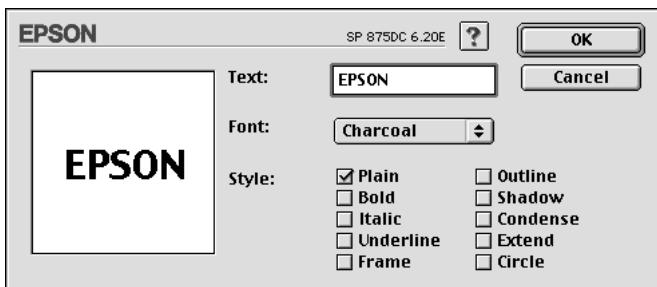 EPSON SP 875DC 6.20E ? OK
Text: EPSON Cancel
Font: Charcoal
EPSON
Style: Plain Outline
Bold Shadow
Italic Condense
Underline Extend
Frame Circle